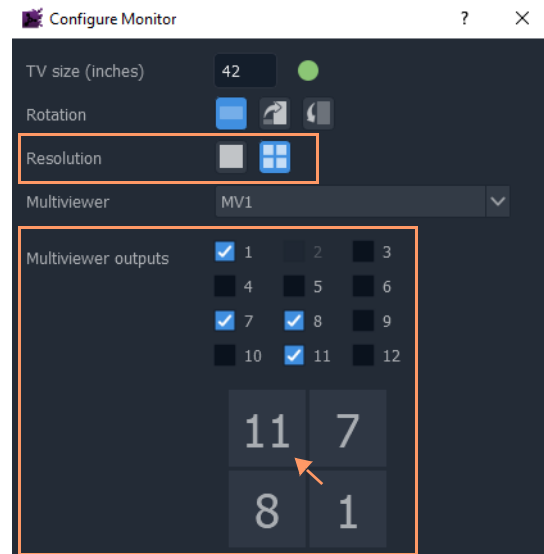 Configure Monitor ?
TV size (inches) 42
Rotation
Resolution
Multiviewer MV1
Multiviewer outputs 1 2 3
4 5 6
7 8 9
10 11 12
11 7
8 1